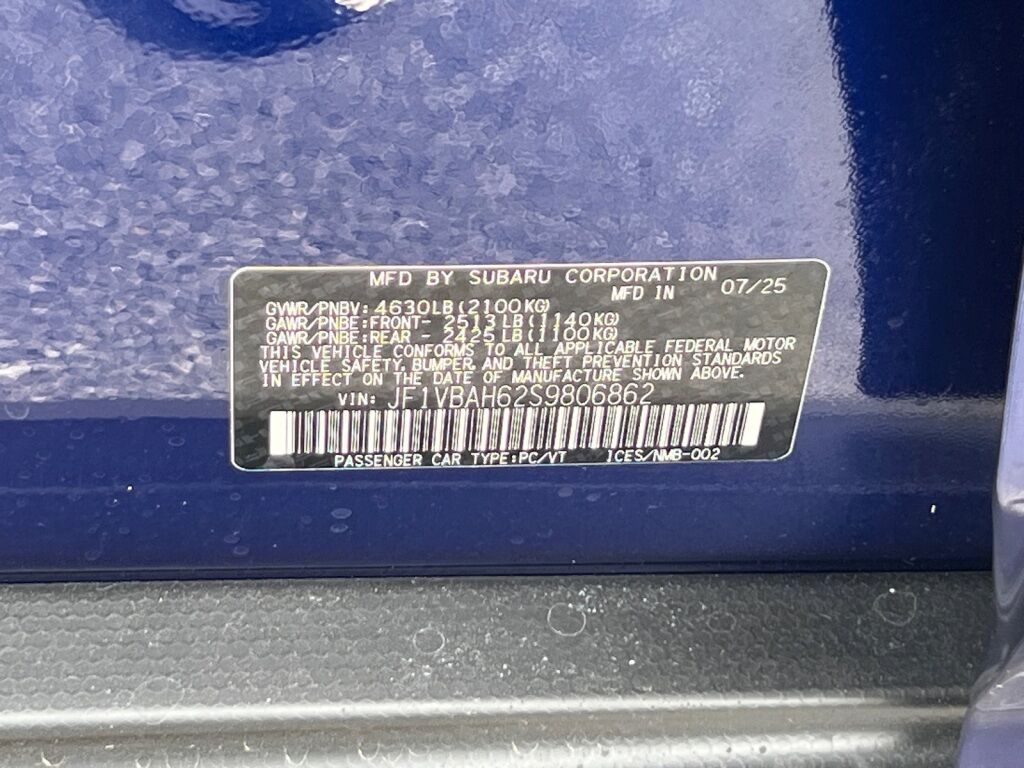 MFD BY SUBARU CORPORATION
MFD IN 07/25
GVWR/PNBV: 4630LB(2100KG)
GAWR/PNBE:FRONT- 2513LB(1140KG)
GAWR/PNBE:REAR - 2425LB(1100KG)
THIS VEHICLE CONFORMS TO ALL APPLICABLE FEDERAL MOTOR
VEHICLE SAFETY, BUMPER, AND THEFT PREVENTION STANDARDS
IN EFFECT ON THE DATE OF MANUFACTURE SHOWN ABOVE.
VIN: JF1VBAH62S9806862
PASSENGER CAR TYPE:PC/VT ICES/NMB-002